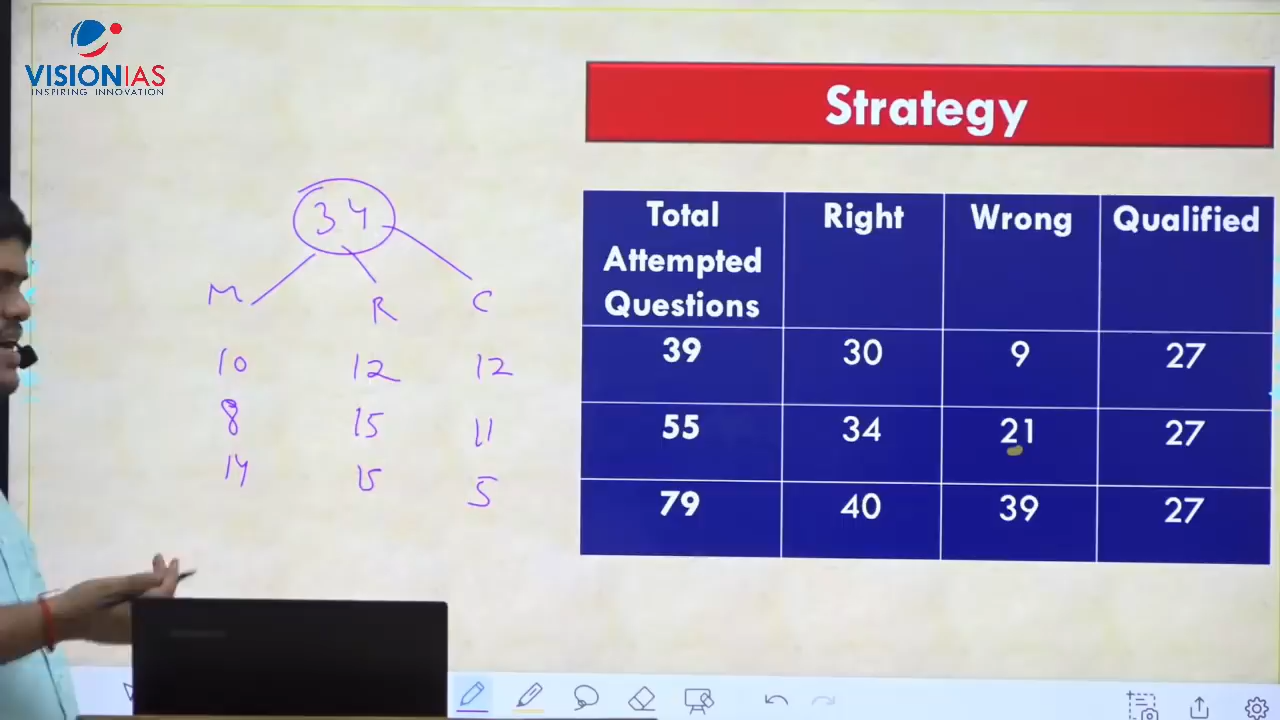 VISIONIAS
INSPIRING INNOVATION
Strategy
34
M R C
10 12 12
8 15 11
14 15 5
Total Attempted Questions Right Wrong Qualified
39 30 9 27
55 34 21 27
79 40 39 27